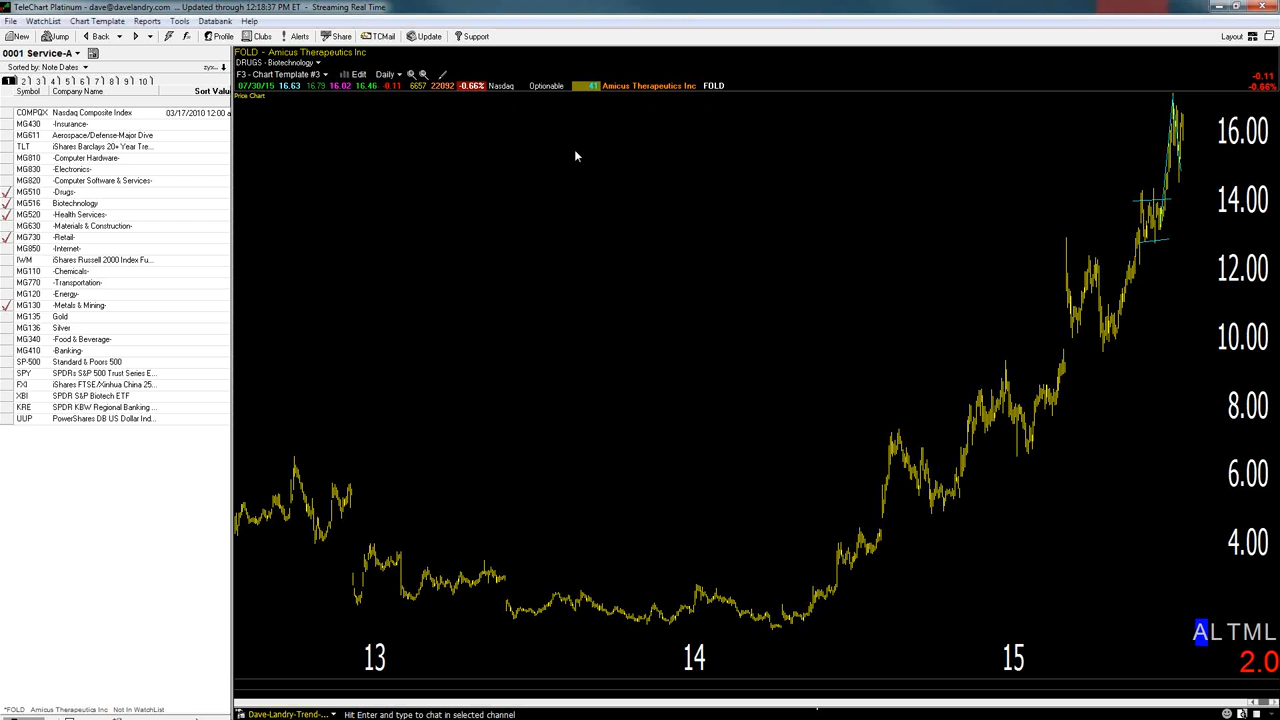 TeleChart Platinum - dave@davelandry.com ... Updated through 12:18:37 PM ET - Streaming Real Time
File WatchList Chart Template Reports Tools Databank Help
New Jump Back Profile Clubs Alerts Share TCMail Update Support Layout
0001 Service-A
Sorted by: Note Dates
1 2 3 4 5 6 7 8 9 10
Symbol Company Name Sort Valu
COMPQX Nasdaq Composite Index 03/17/2010 12:00 a
MG430 -Insurance-
MG611 Aerospace/Defense-Major Dive
TLT iShares Barclays 20+ Year Tre...
MG810 -Computer Hardware-
MG830 -Electronics-
MG820 -Computer Software & Services-
MG510 -Drugs-
MG516 Biotechnology
MG520 -Health Services-
MG630 -Materials & Construction-
MG730 -Retail-
MG850 -Internet-
IWM iShares Russell 2000 Index Fu...
MG110 -Chemicals-
MG770 -Transportation-
MG120 -Energy-
MG130 -Metals & Mining-
MG135 Gold
MG136 Silver
MG340 -Food & Beverage-
MG410 -Banking-
SP-500 Standard & Poors 500
SPY SPDRs S&P 500 Trust Series E...
FXI iShares FTSE/Xinhua China 25...
XBI SPDR S&P Biotech ETF
KRE SPDR KBW Regional Banking ...
UUP PowerShares DB US Dollar Ind...
*FOLD Amicus Therapeutics Inc Not In WatchList
FOLD - Amicus Therapeutics Inc
DRUGS - Biotechnology
F3 - Chart Template #3 Edit Daily
07/30/15 16.63 16.79 16.02 16.46 -0.11 6657 22092 -0.66% Nasdaq Optionable 41 Amicus Therapeutics Inc FOLD
-0.11
-0.66%
Price Chart
16.00
14.00
12.00
10.00
8.00
6.00
4.00
ALTML
2.0
13 14 15
Dave-Landry-Trend-... Hit Enter and type to chat in selected channel